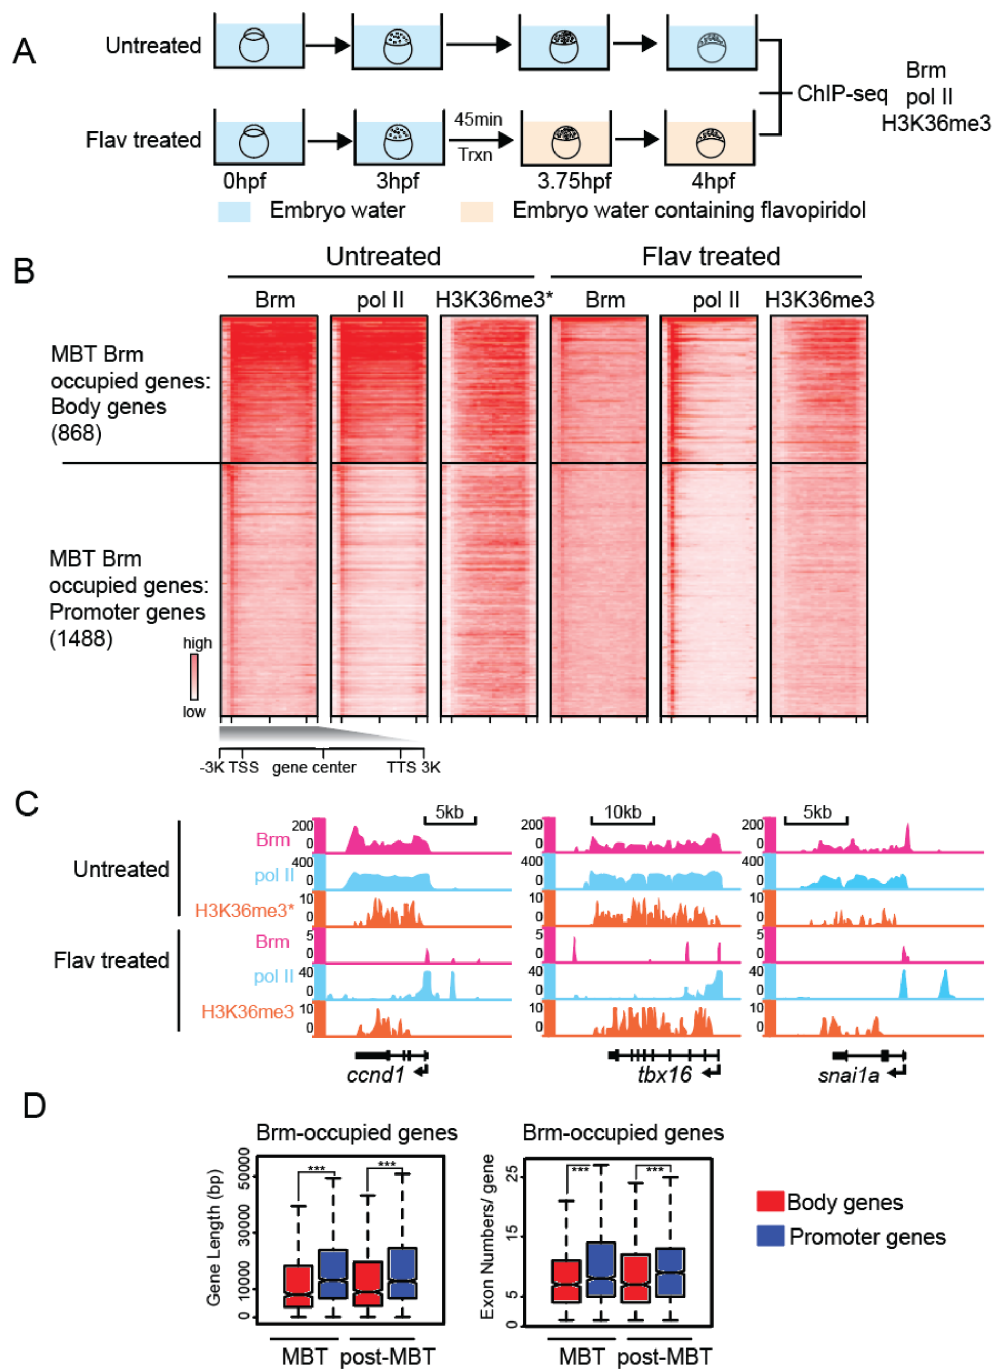 A
Untreated
Flav treated
45min
Trxn
0hpf
3hpf
3.75hpf
4hpf
ChIP-seq
Brm
pol II
H3K36me3
Embryo water
Embryo water containing flavopiridol
B
Untreated
Flav treated
Brm
pol II
H3K36me3*
Brm
pol II
H3K36me3
MBT Brm
occupied genes:
Body genes
(868)
MBT Brm
occupied genes:
Promoter genes
(1488)
high
low
-3K TSS gene center TTS 3K
C
5kb
10kb
5kb
Untreated
Brm
200
0
400
0
400
0
pol II
400
0
400
0
400
0
H3K36me3*
10
0
10
0
10
0
Flav treated
Brm
5
0
5
0
5
0
pol II
40
0
40
0
40
0
H3K36me3
10
0
10
0
10
0
ccnd1
tbx16
snai1a
D
Brm-occupied genes
Gene Length (bp)
50000
30000
10000
0
***
***
MBT
post-MBT
Brm-occupied genes
Exon Numbers/ gene
25
15
5
0
***
***
MBT
post-MBT
Body genes
Promoter genes